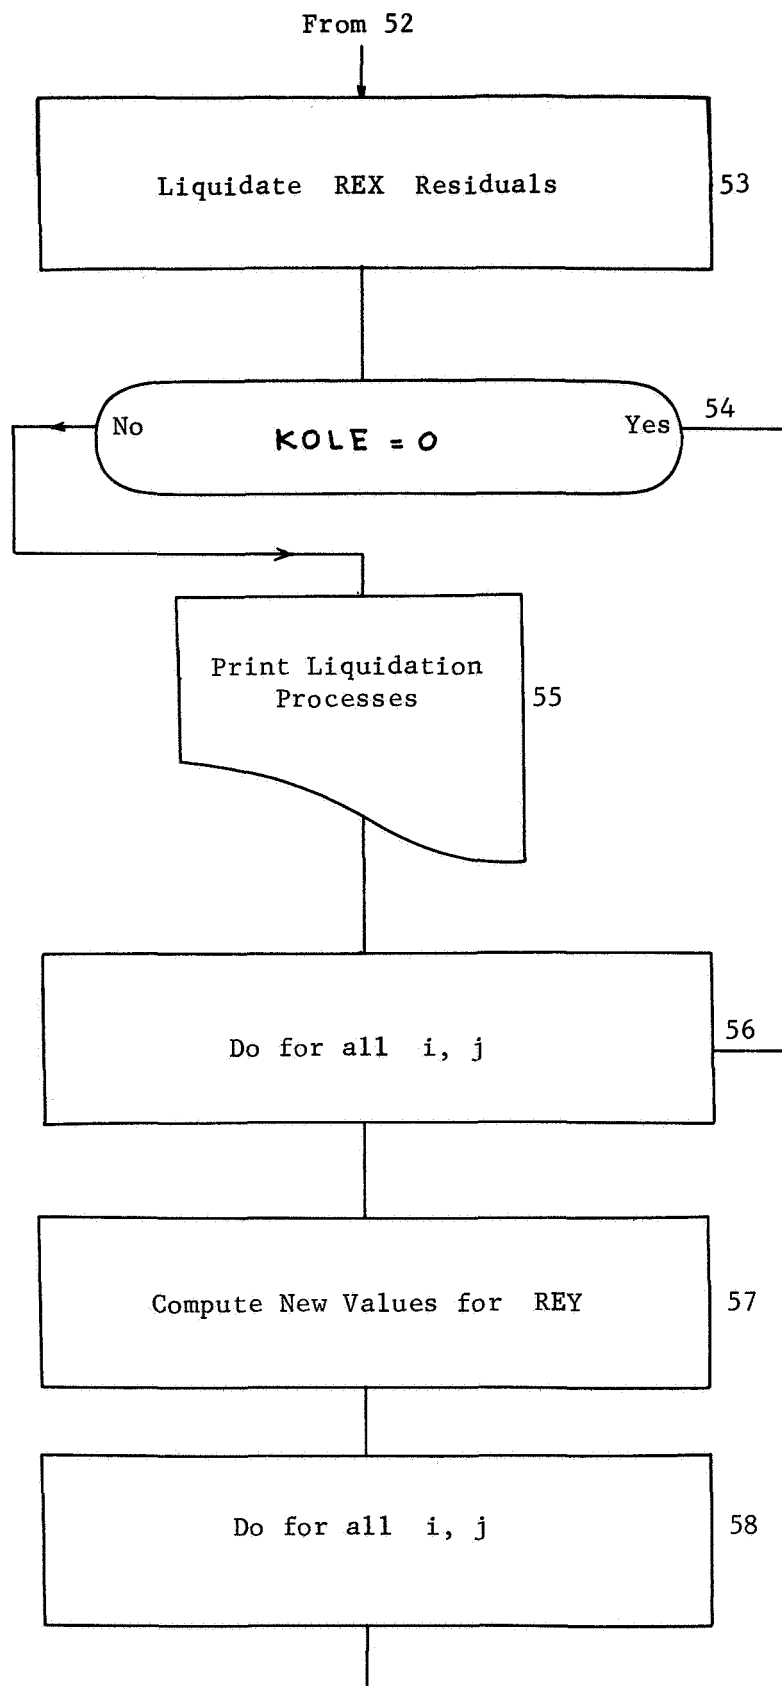 From 52
Liquidate REX Residuals
53
54
No
KOLE = 0
Yes
Print Liquidation
Processes
55
56
Do for all i, j
Compute New Values for REY
57
Do for all i, j
58